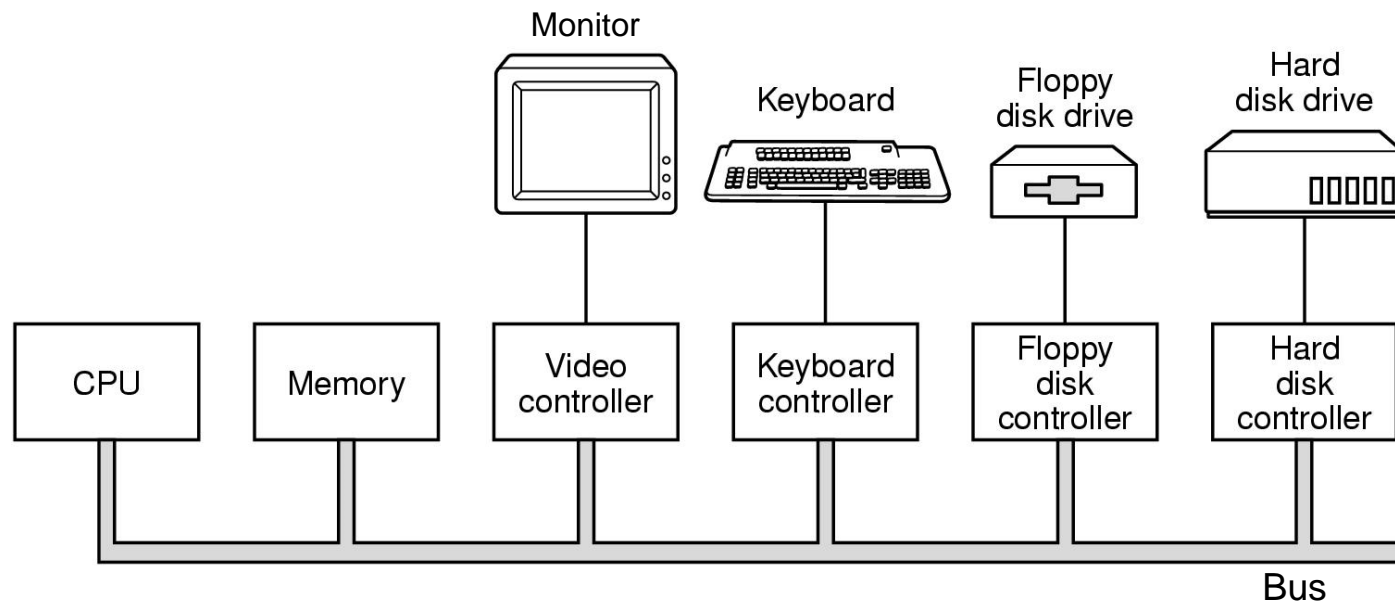 Monitor
Keyboard
Floppy
disk drive
Hard
disk drive
CPU
Memory
Video
controller
Keyboard
controller
Floppy
disk
controller
Hard
disk
controller
Bus